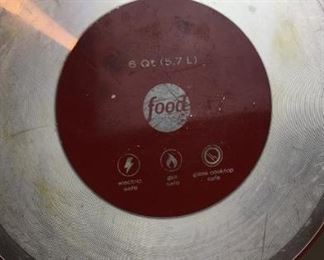 6 Qt (5.7 L)
food
electric safe
gas safe
glass cooktop safe